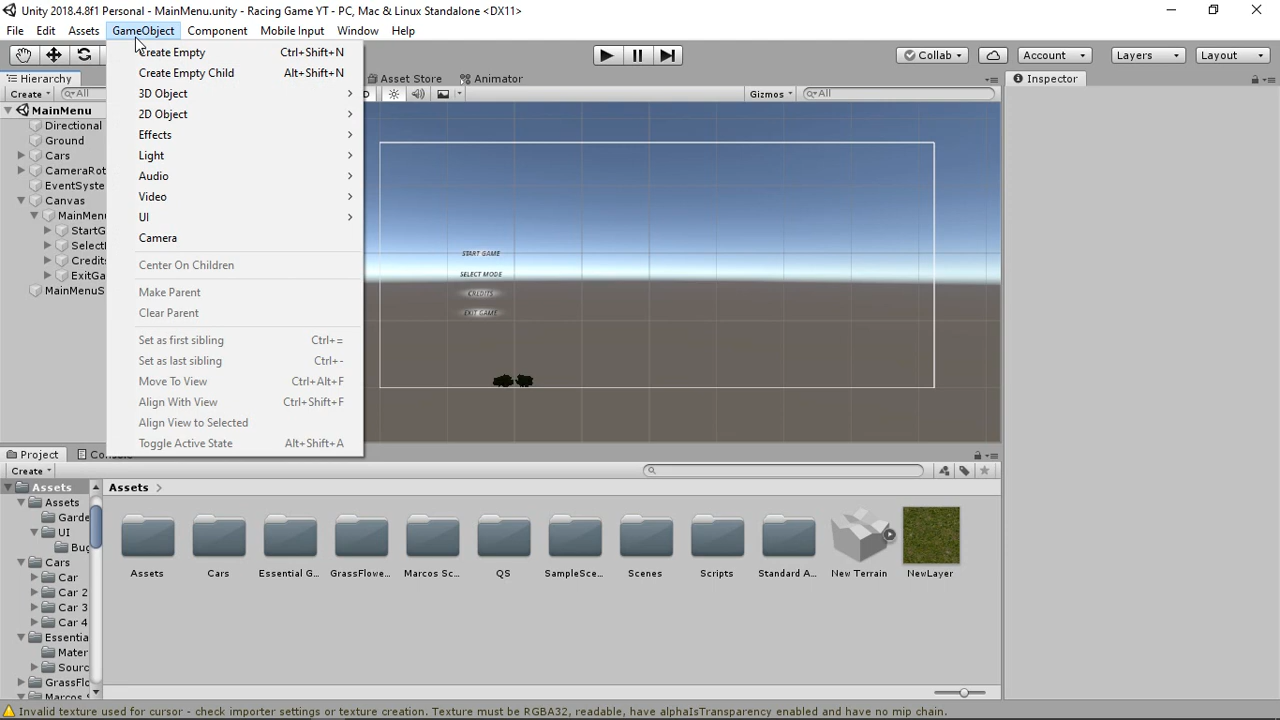 Unity 2018.4.8f1 Personal - MainMenu.unity - Racing Game YT - PC, Mac & Linux Standalone <DX11>
File Edit Assets GameObject Component Mobile Input Window Help
Collab Account Layers Layout
Hierarchy
Asset Store
Animator
Inspector
Create
All
Gizmos
All
MainMenu
Directional
Ground
Cars
CameraRot
EventSyste
Canvas
MainMenu
StartG
Select
Credits
ExitGa
MainMenuS
Create Empty Ctrl+Shift+N
Create Empty Child Alt+Shift+N
3D Object
2D Object
Effects
Light
Audio
Video
UI
Camera
Center On Children
Make Parent
Clear Parent
Set as first sibling Ctrl+=
Set as last sibling Ctrl+-
Move To View Ctrl+Alt+F
Align With View Ctrl+Shift+F
Align View to Selected
Toggle Active State Alt+Shift+A
START GAME
SELECT MODE
CREDITS
EXIT GAME
Project
Create
Assets
Assets
Garde
UI
Bug
Cars
Car
Car 2
Car 3
Car 4
Essential
Mater
Sourc
GrassFlo
Marcos S
Assets
Assets Cars Essential G... GrassFlowe... Marcos Sc... QS SampleSce... Scenes Scripts Standard A... New Terrain NewLayer
Invalid texture used for cursor - check importer settings or texture creation. Texture must be RGBA32, readable, have alphaIsTransparency enabled and have no mip chain.